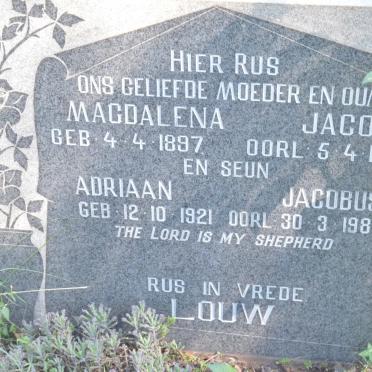 HIER RUS
ONS GELIEFDE MOEDER EN OU
MAGDALENA JACO
GEB 4·4·1897 OORL 5·4·1
EN SEUN
ADRIAAN JACOBUS
GEB 12·10·1921 OORL 30·3·198
THE LORD IS MY SHEPHERD
RUS IN VREDE
LOUW